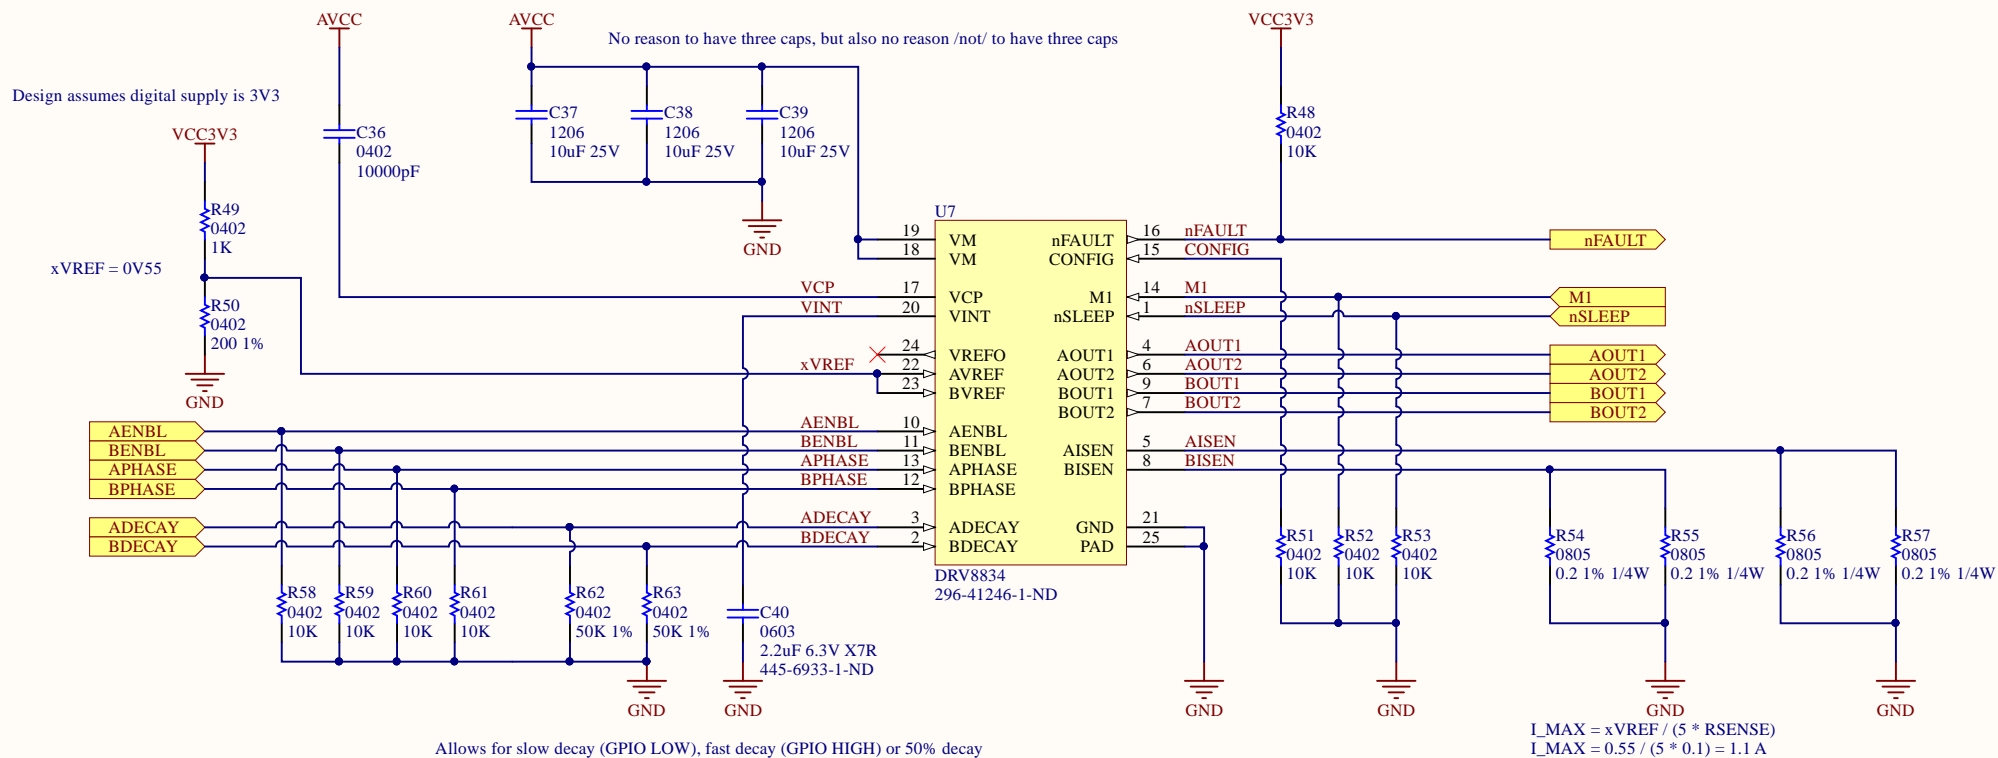 AVCC
AVCC
VCC3V3
No reason to have three caps, but also no reason /not/ to have three caps
Design assumes digital supply is 3V3
VCC3V3
C36
0402
10000pF
C37
1206
10uF 25V
C38
1206
10uF 25V
C39
1206
10uF 25V
GND
R48
0402
10K
R49
0402
1K
xVREF = 0V55
R50
0402
200 1%
GND
U7
19 VM
18 VM
VCP 17 VCP
VINT 20 VINT
24 VREFO
xVREF 22 AVREF
23 BVREF
AENBL AENBL 10 AENBL
BENBL BENBL 11 BENBL
APHASE APHASE 13 APHASE
BPHASE BPHASE 12 BPHASE
ADECAY ADECAY 3 ADECAY
BDECAY BDECAY 2 BDECAY
nFAULT 16 nFAULT nFAULT
CONFIG 15 CONFIG
M1 14 M1 M1
nSLEEP 1 nSLEEP nSLEEP
AOUT1 4 AOUT1 AOUT1
AOUT2 6 AOUT2 AOUT2
BOUT1 9 BOUT1 BOUT1
BOUT2 7 BOUT2 BOUT2
AISEN 5 AISEN
BISEN 8 BISEN
GND 21
PAD 25
DRV8834
296-41246-1-ND
R58
0402
10K
R59
0402
10K
R60
0402
10K
R61
0402
10K
R62
0402
50K 1%
R63
0402
50K 1%
C40
0603
2.2uF 6.3V X7R
445-6933-1-ND
R51
0402
10K
R52
0402
10K
R53
0402
10K
R54
0805
0.2 1% 1/4W
R55
0805
0.2 1% 1/4W
R56
0805
0.2 1% 1/4W
R57
0805
0.2 1% 1/4W
GND
GND
GND
GND
GND
GND
I_MAX = xVREF / (5 * RSENSE)
I_MAX = 0.55 / (5 * 0.1) = 1.1 A
Allows for slow decay (GPIO LOW), fast decay (GPIO HIGH) or 50% decay